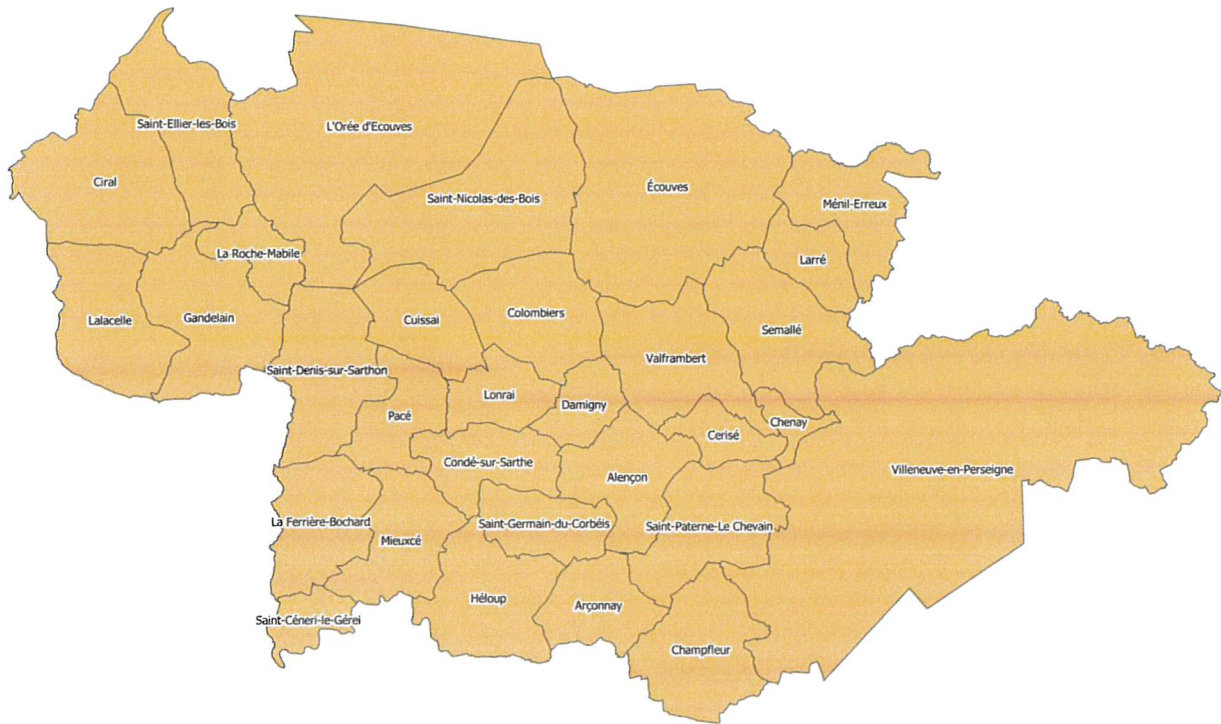 Saint-Ellier-les-Bois
L'Orée d'Ecouves
Ciral
Saint-Nicolas-des-Bois
Écouves
Ménil-Erreux
La Roche-Mabile
Larré
Lalacelle
Gandelain
Cuissai
Colombiers
Semallé
Valframbert
Saint-Denis-sur-Sarthon
Lonrai
Damigny
Pacé
Chenay
Cerisé
Condé-sur-Sarthe
Villeneuve-en-Perseigne
Alençon
La Ferrière-Bochard
Saint-Germain-du-Corbéis
Saint-Paterne-Le Chevain
Mieuxcé
Héloup
Arçonnay
Saint-Céneri-le-Gérei
Champfleur